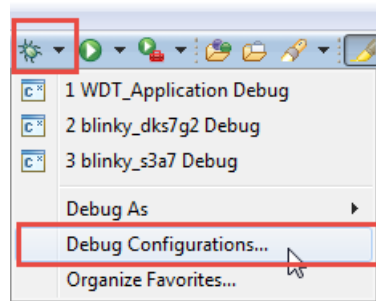 1 WDT_Application Debug
2 blinky_dks7g2 Debug
3 blinky_s3a7 Debug
Debug As
Debug Configurations...
Organize Favorites...